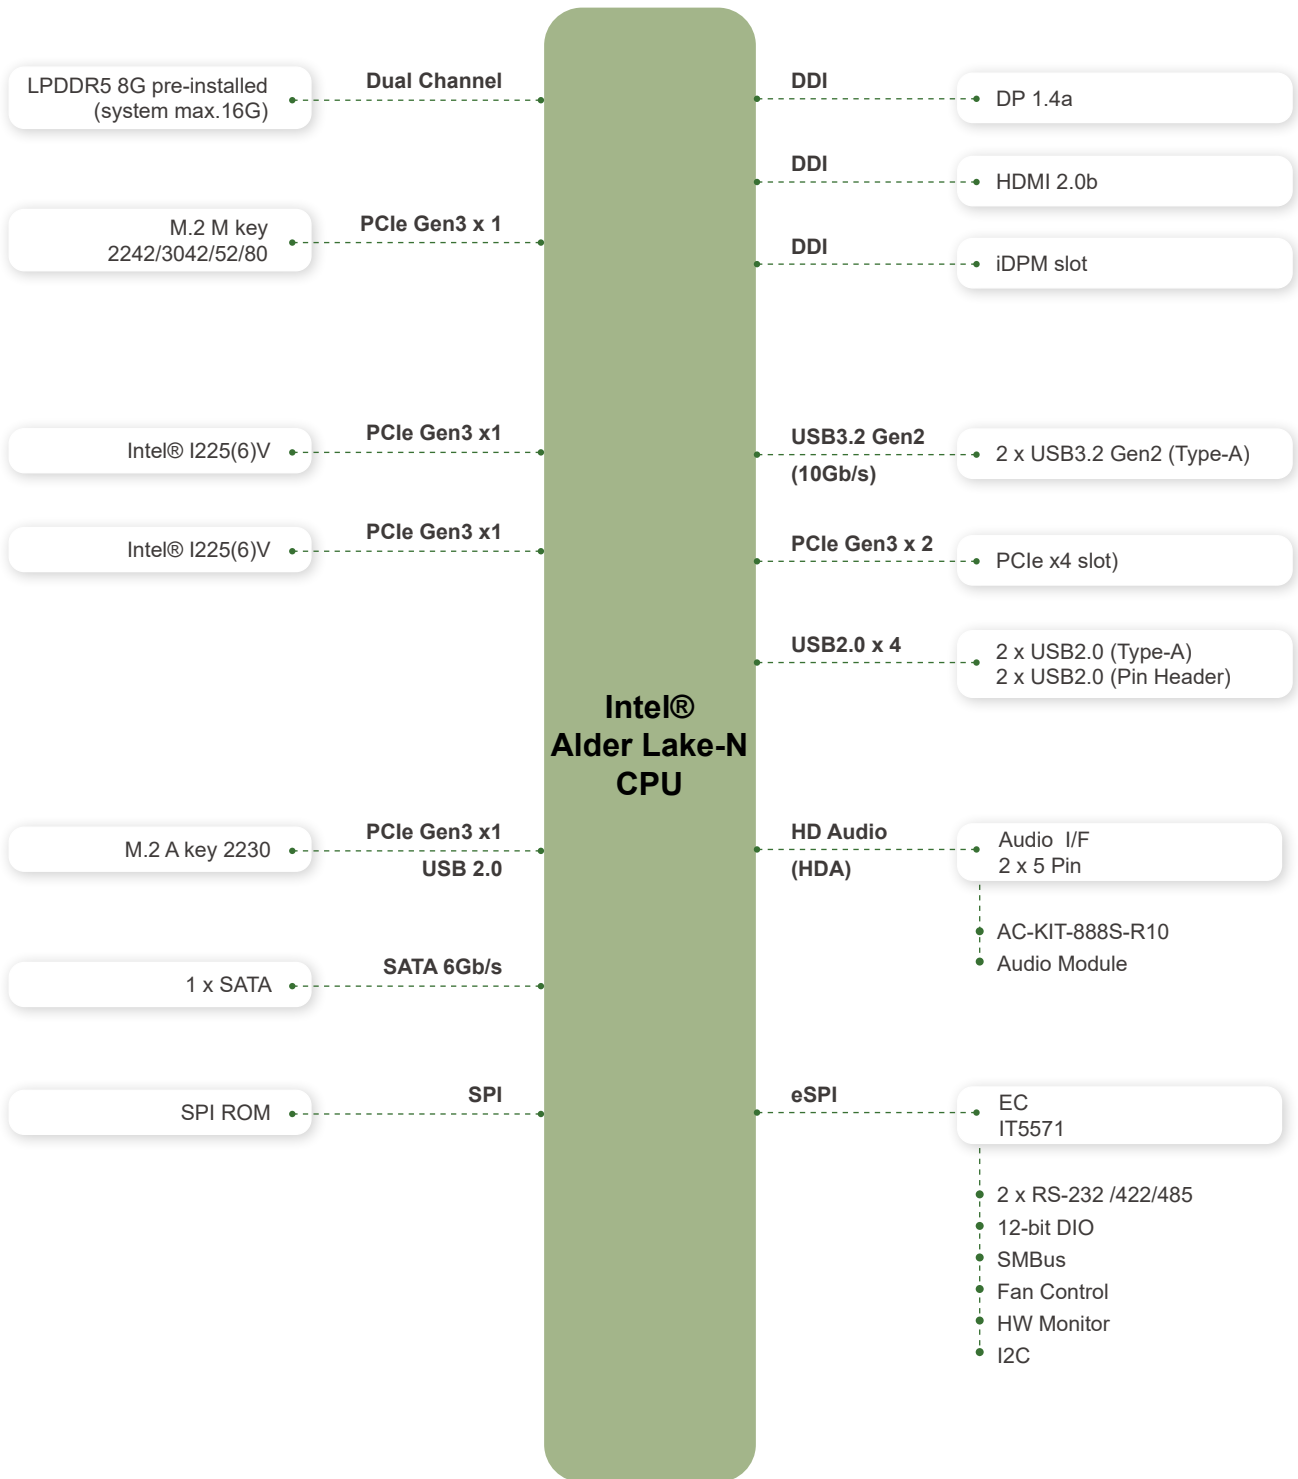 LPDDR5 8G pre-installed
(system max.16G)
Dual Channel
M.2 M key
2242/3042/52/80
PCIe Gen3 x 1
Intel® I225(6)V
PCIe Gen3 x1
Intel® I225(6)V
PCIe Gen3 x1
M.2 A key 2230
PCIe Gen3 x1
USB 2.0
1 x SATA
SATA 6Gb/s
SPI ROM
SPI
Intel®
Alder Lake-N
CPU
DDI
DP 1.4a
DDI
HDMI 2.0b
DDI
iDPM slot
USB3.2 Gen2
(10Gb/s)
2 x USB3.2 Gen2 (Type-A)
PCIe Gen3 x 2
PCIe x4 slot)
USB2.0 x 4
2 x USB2.0 (Type-A)
2 x USB2.0 (Pin Header)
HD Audio
(HDA)
Audio I/F
2 x 5 Pin
AC-KIT-888S-R10
Audio Module
eSPI
EC
IT5571
2 x RS-232 /422/485
12-bit DIO
SMBus
Fan Control
HW Monitor
I2C